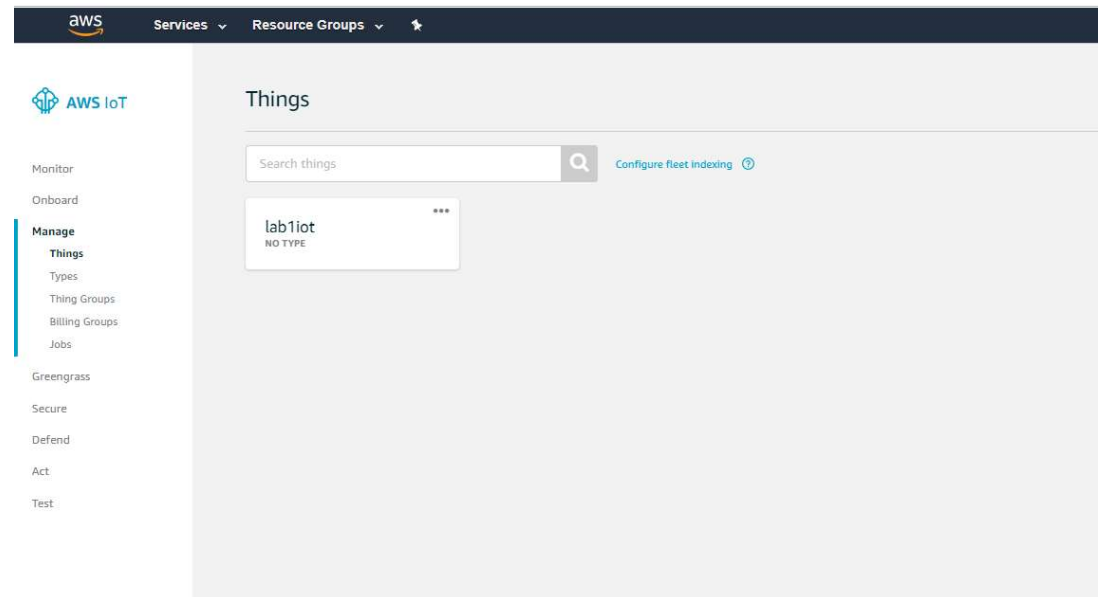 aws Services Resource Groups
AWS IoT
Monitor
Onboard
Manage
Things
Types
Thing Groups
Billing Groups
Jobs
Greengrass
Secure
Defend
Act
Test
Things
Search things
Configure fleet indexing ?
lab1iot
NO TYPE